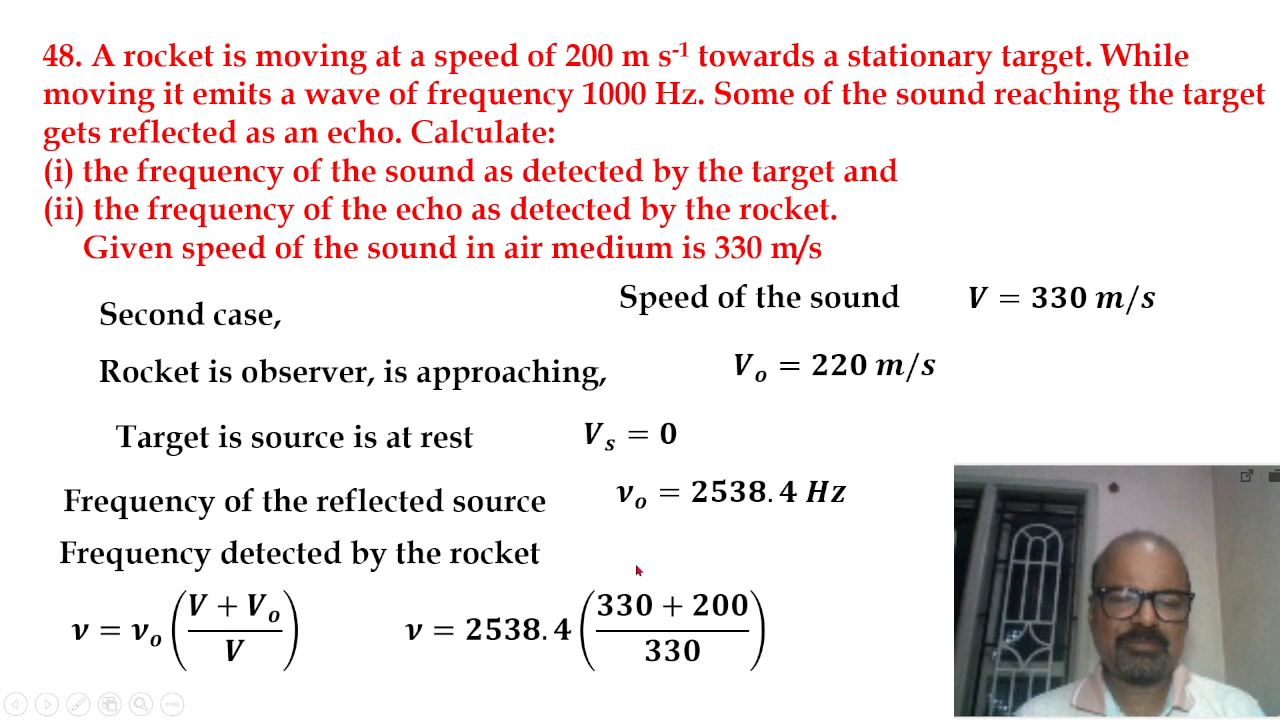 48. A rocket is moving at a speed of 200 m s⁻¹ towards a stationary target. While
moving it emits a wave of frequency 1000 Hz. Some of the sound reaching the target
gets reflected as an echo. Calculate:
(i) the frequency of the sound as detected by the target and
(ii) the frequency of the echo as detected by the rocket.
Given speed of the sound in air medium is 330 m/s
Second case,
Speed of the sound V = 330 m/s
Rocket is observer, is approaching, Vₒ = 220 m/s
Target is source is at rest Vₛ = 0
Frequency of the reflected source νₒ = 2538.4 Hz
Frequency detected by the rocket
ν = νₒ((V + Vₒ)/V) ν = 2538.4((330 + 200)/330)